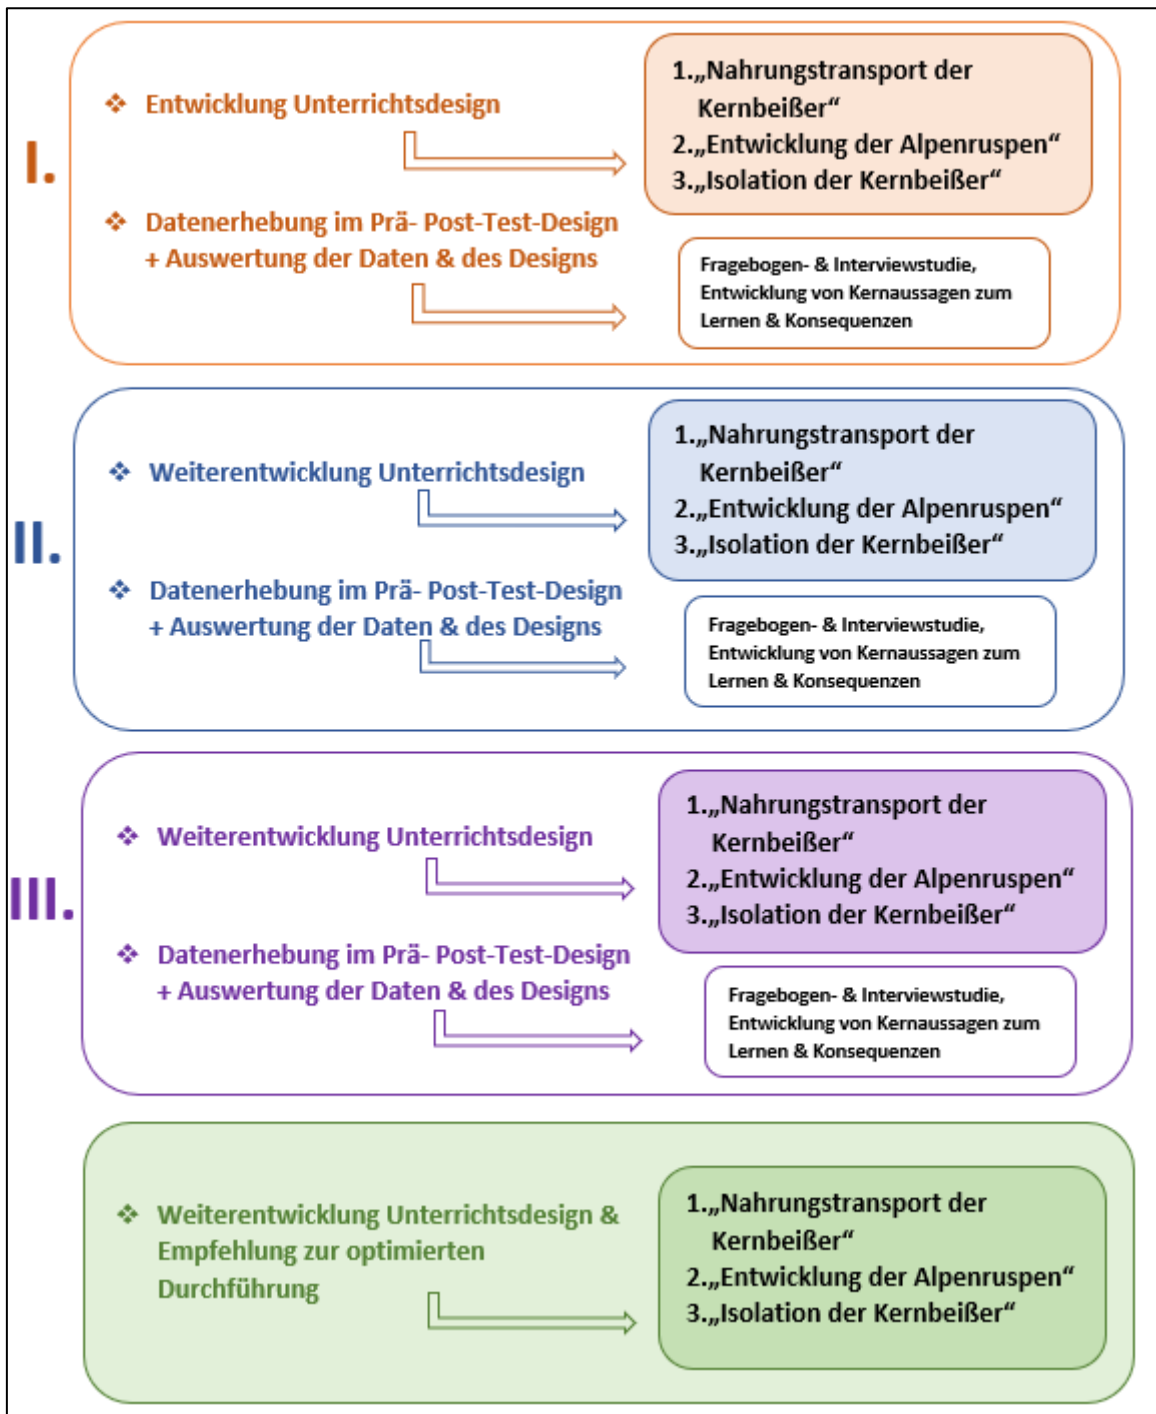 I.
❖ Entwicklung Unterrichtsdesign
1.„Nahrungstransport der
Kernbeißer“
2.„Entwicklung der Alpenruspen“
3.„Isolation der Kernbeißer“
❖ Datenerhebung im Prä- Post-Test-Design
+ Auswertung der Daten & des Designs
Fragebogen- & Interviewstudie,
Entwicklung von Kernaussagen zum
Lernen & Konsequenzen
II.
❖ Weiterentwicklung Unterrichtsdesign
1.„Nahrungstransport der
Kernbeißer“
2.„Entwicklung der Alpenruspen“
3.„Isolation der Kernbeißer“
❖ Datenerhebung im Prä- Post-Test-Design
+ Auswertung der Daten & des Designs
Fragebogen- & Interviewstudie,
Entwicklung von Kernaussagen zum
Lernen & Konsequenzen
III.
❖ Weiterentwicklung Unterrichtsdesign
1.„Nahrungstransport der
Kernbeißer“
2.„Entwicklung der Alpenruspen“
3.„Isolation der Kernbeißer“
❖ Datenerhebung im Prä- Post-Test-Design
+ Auswertung der Daten & des Designs
Fragebogen- & Interviewstudie,
Entwicklung von Kernaussagen zum
Lernen & Konsequenzen
❖ Weiterentwicklung Unterrichtsdesign &
Empfehlung zur optimierten
Durchführung
1.„Nahrungstransport der
Kernbeißer“
2.„Entwicklung der Alpenruspen“
3.„Isolation der Kernbeißer“